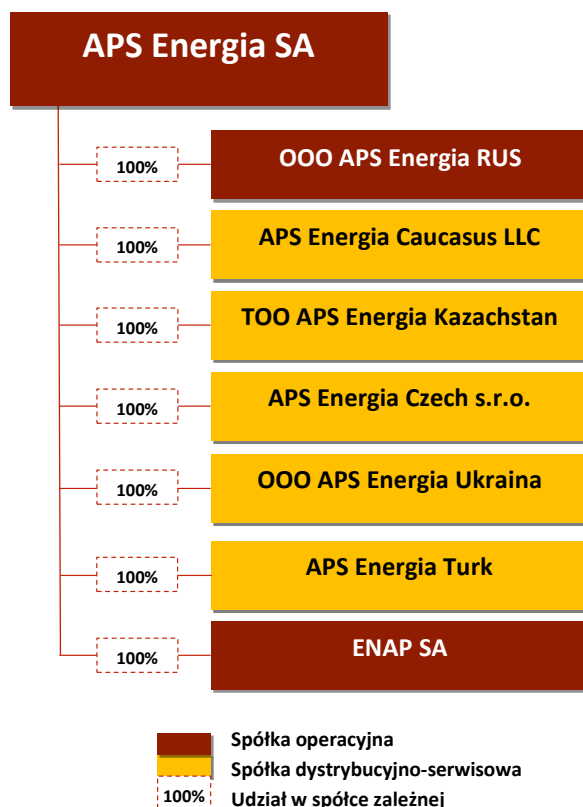 APS Energia SA
100%
OOO APS Energia RUS
100%
APS Energia Caucasus LLC
100%
TOO APS Energia Kazachstan
100%
APS Energia Czech s.r.o.
100%
OOO APS Energia Ukraina
100%
APS Energia Turk
100%
ENAP SA
Spółka operacyjna
Spółka dystrybucyjno-serwisowa
100% Udział w spółce zależnej